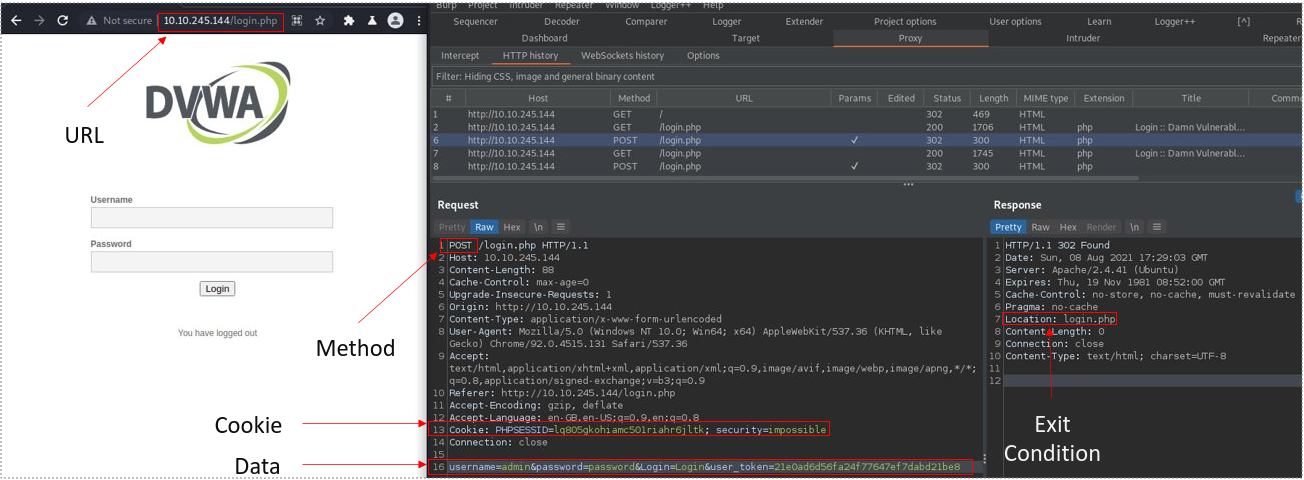 Not secure | 10.10.245.144/login.php
URL
DVWA
Username
Password
Login
You have logged out
Burp Project Intruder Repeater Window Logger++ Help
Sequencer Decoder Comparer Logger Extender Project options User options Learn Logger++ [^]
Dashboard Target Proxy Intruder Repeater
Intercept HTTP history WebSockets history Options
Filter: Hiding CSS, image and general binary content
# Host Method URL Params Edited Status Length MIME type Extension Title
1 http://10.10.245.144 GET / 302 469 HTML
2 http://10.10.245.144 GET /login.php 200 1706 HTML php Login :: Damn Vulnerabl...
6 http://10.10.245.144 POST /login.php ✓ 302 300 HTML php
7 http://10.10.245.144 GET /login.php 200 1745 HTML php Login :: Damn Vulnerabl...
8 http://10.10.245.144 POST /login.php ✓ 302 300 HTML php
Request
Pretty Raw Hex \n
1 POST /login.php HTTP/1.1
2 Host: 10.10.245.144
3 Content-Length: 88
4 Cache-Control: max-age=0
5 Upgrade-Insecure-Requests: 1
6 Origin: http://10.10.245.144
7 Content-Type: application/x-www-form-urlencoded
8 User-Agent: Mozilla/5.0 (Windows NT 10.0; Win64; x64) AppleWebKit/537.36 (KHTML, like
Gecko) Chrome/92.0.4515.131 Safari/537.36
9 Accept:
text/html,application/xhtml+xml,application/xml;q=0.9,image/avif,image/webp,image/apng,*/*;
q=0.8,application/signed-exchange;v=b3;q=0.9
10 Referer: http://10.10.245.144/login.php
11 Accept-Encoding: gzip, deflate
12 Accept-Language: en-GB,en-US;q=0.9,en;q=0.8
13 Cookie: PHPSESSID=lq805gkohiamc501riahr6jltk; security=impossible
14 Connection: close
15
16 username=admin&password=password&Login=Login&user_token=21e0ad6d56fa24f77647ef7dabd21be8
Method
Cookie
Data
Response
Pretty Raw Hex Render \n
1 HTTP/1.1 302 Found
2 Date: Sun, 08 Aug 2021 17:29:03 GMT
3 Server: Apache/2.4.41 (Ubuntu)
4 Expires: Thu, 19 Nov 1981 08:52:00 GMT
5 Cache-Control: no-store, no-cache, must-revalidate
6 Pragma: no-cache
7 Location: login.php
8 Content-Length: 0
9 Connection: close
10 Content-Type: text/html; charset=UTF-8
11
12
Exit
Condition